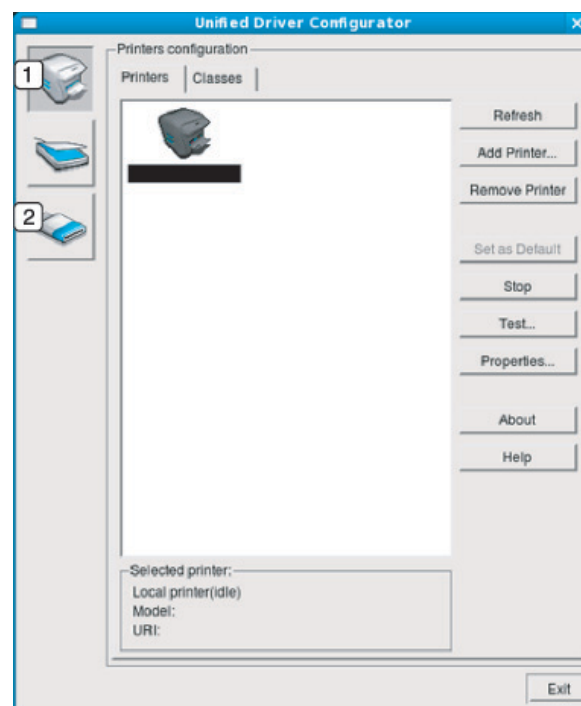 Unified Driver Configurator
Printers configuration
1
Printers Classes
Refresh
Add Printer...
Remove Printer
2
Set as Default
Stop
Test...
Properties...
About
Help
Selected printer:
Local printer(idle)
Model:
URI:
Exit